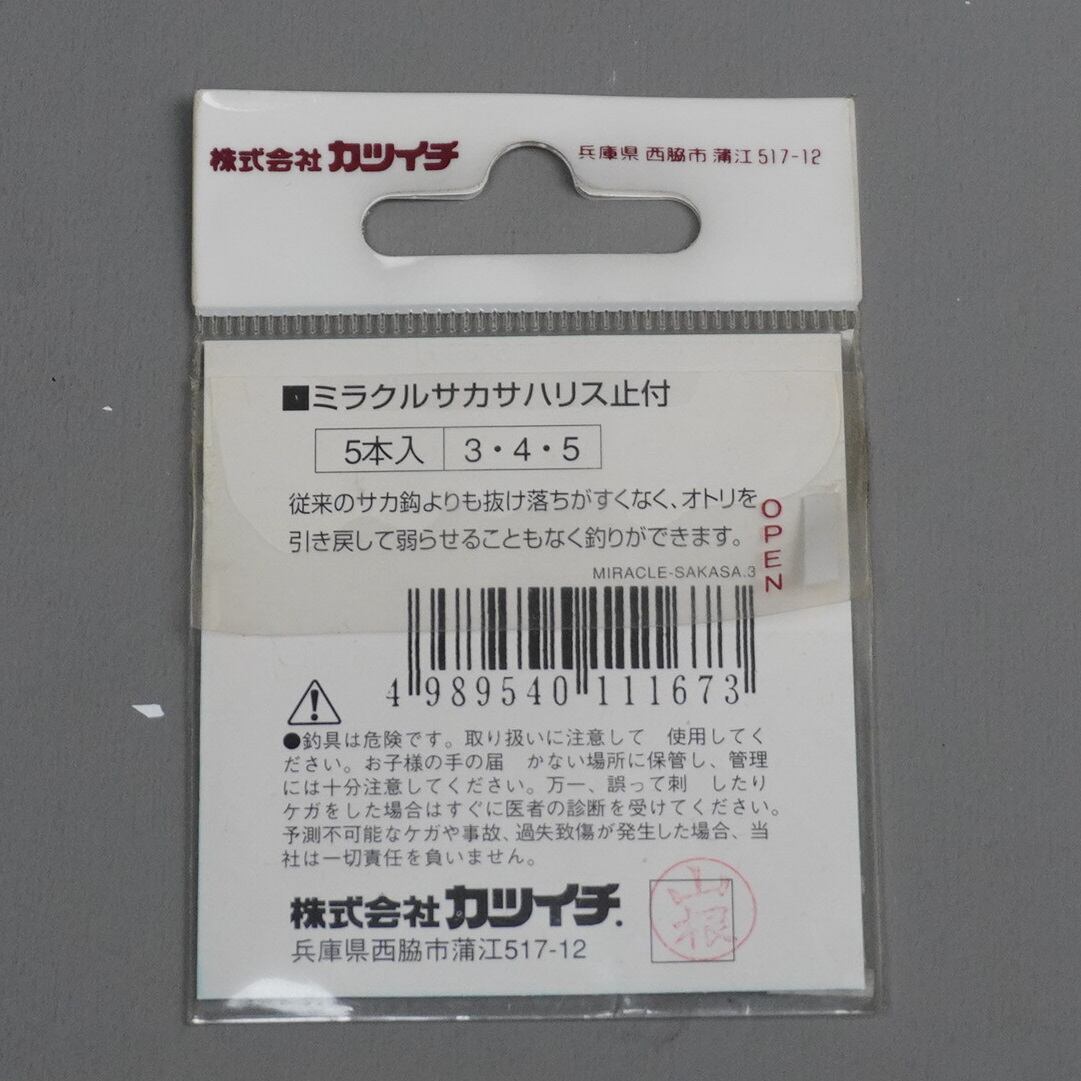 株式会社 カツイチ 兵庫県 西脇市 蒲江 517-12
■ミラクルサカサハリス止付
5本入 3・4・5
従来のサカ鈎よりも抜け落ちがすくなく、オトリを
引き戻して弱らせることもなく釣りができます。
OPEN
MIRACLE-SAKASA.3
4 989540 111673
●釣具は危険です。取り扱いに注意して 使用してく
ださい。お子様の手の届 かない場所に保管し、管理
には十分注意してください。万一、誤って刺 したり
ケガをした場合はすぐに医者の診断を受けてください。
予測不可能なケガや事故、過失致傷が発生した場合、当
社は一切責任を負いません。
株式会社 カツイチ.
兵庫県西脇市蒲江517-12
山根